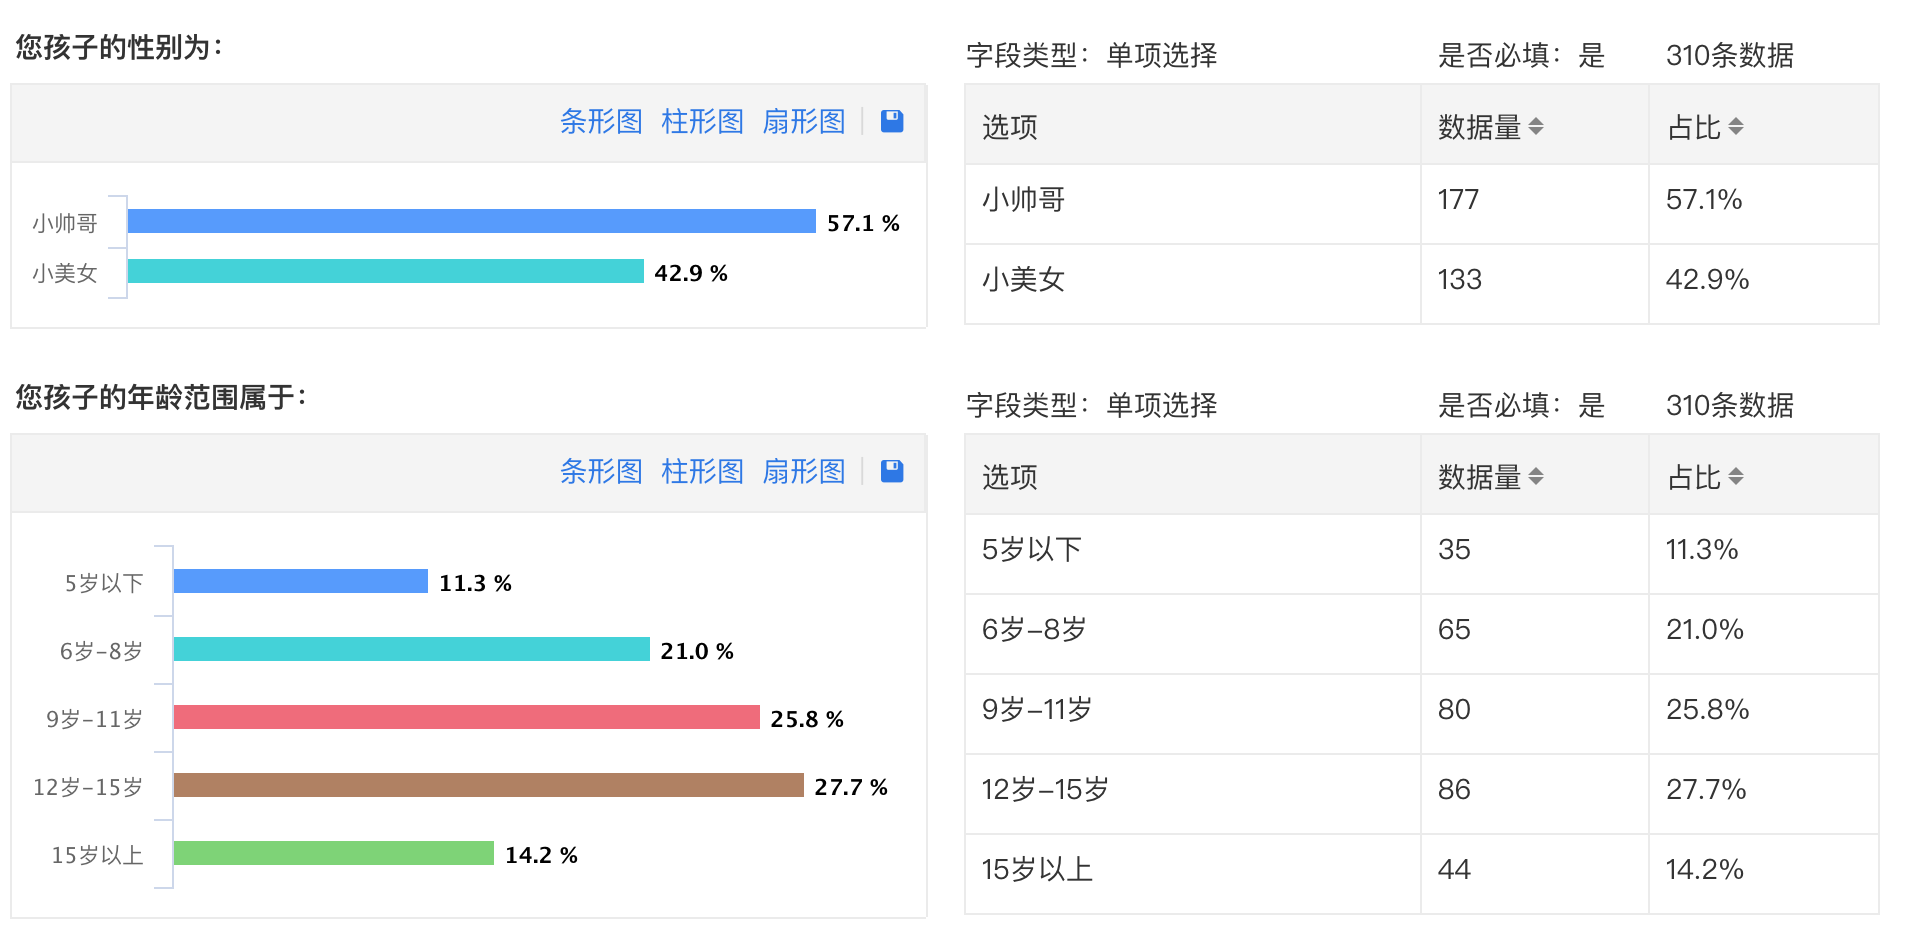 您孩子的性别为：
字段类型：单项选择 是否必填：是 310条数据
条形图 柱形图 扇形图
选项 数据量 占比
小帅哥 57.1 %
小美女 42.9 %
小帅哥 177 57.1%
小美女 133 42.9%
您孩子的年龄范围属于：
字段类型：单项选择 是否必填：是 310条数据
条形图 柱形图 扇形图
选项 数据量 占比
5岁以下 11.3 %
6岁–8岁 21.0 %
9岁–11岁 25.8 %
12岁–15岁 27.7 %
15岁以上 14.2 %
5岁以下 35 11.3%
6岁–8岁 65 21.0%
9岁–11岁 80 25.8%
12岁–15岁 86 27.7%
15岁以上 44 14.2%